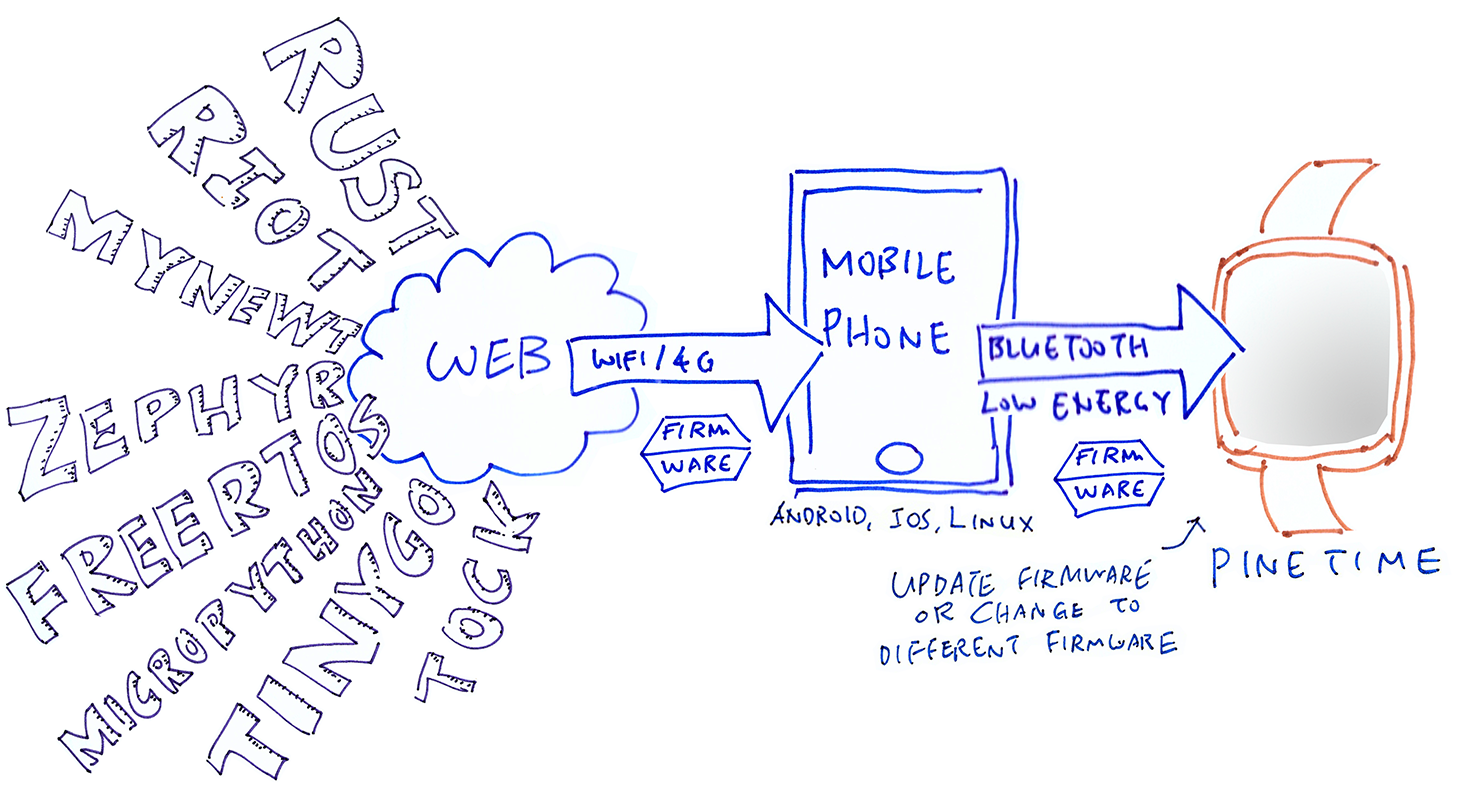 RUST
RIOT
MYNEWT
ZEPHYR
FREERTOS
MICROPYTHON
TINYGO
TOCK
WEB
WIFI/4G
FIRM
WARE
MOBILE
PHONE
ANDROID, IOS, LINUX
BLUETOOTH
LOW ENERGY
FIRM
WARE
UPDATE FIRMWARE
OR CHANGE TO
DIFFERENT FIRMWARE
PINETIME